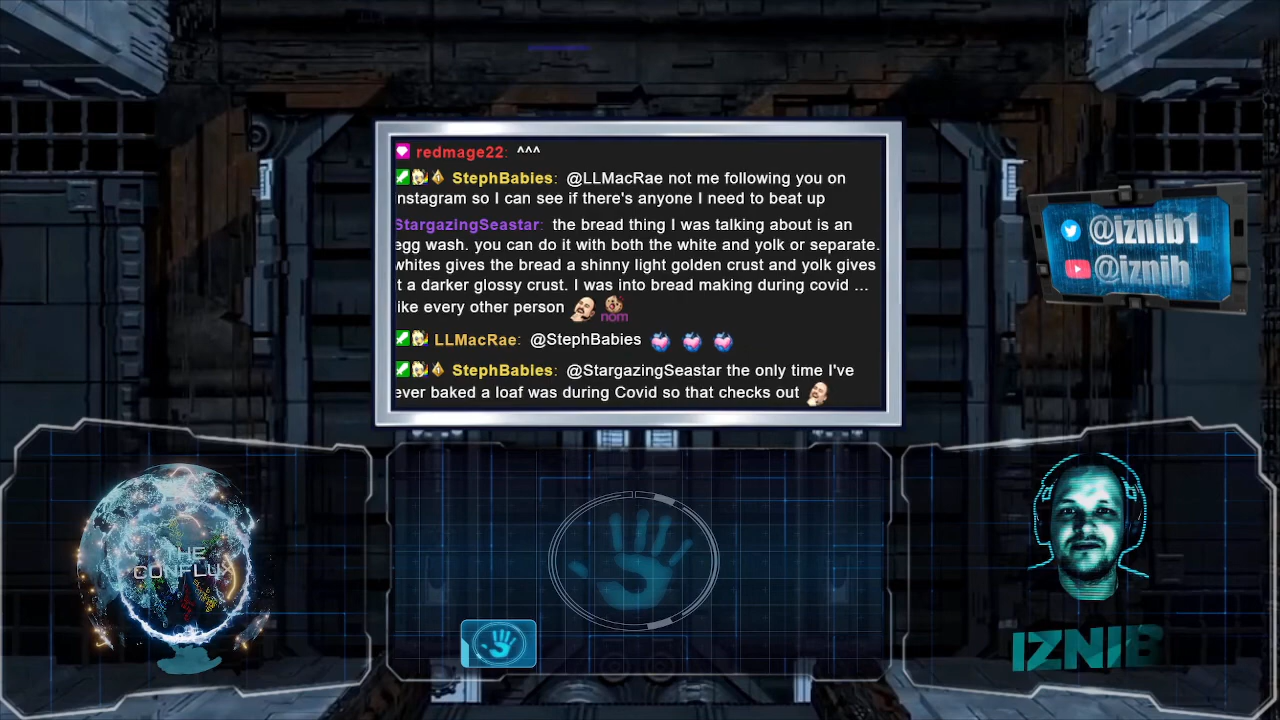 redmage22: ^^^
StephBabies: @LLMacRae not me following you on
nstagram so I can see if there's anyone I need to beat up
StargazingSeastar: the bread thing I was talking about is an
egg wash. you can do it with both the white and yolk or separate.
whites gives the bread a shinny light golden crust and yolk gives
t a darker glossy crust. I was into bread making during covid ...
ike every other person nom
LLMacRae: @StephBabies
StephBabies: @StargazingSeastar the only time I've
ever baked a loaf was during Covid so that checks out
@iznib1
@iznib
THE
CONFLUX
IZNIB